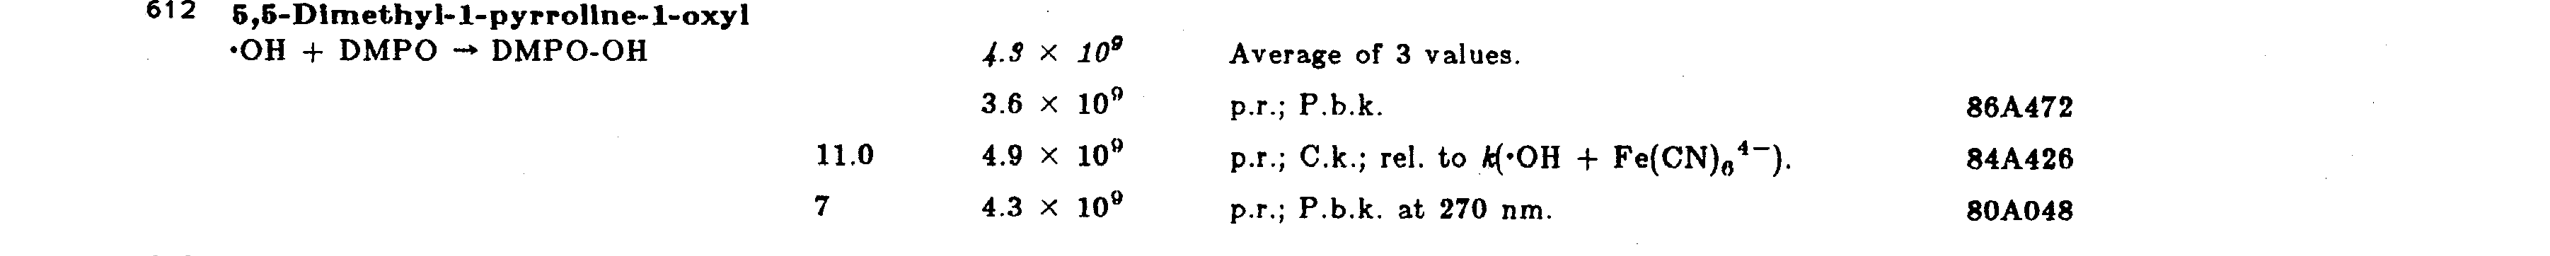 612 5,5-Dimethyl-1-pyrroline-1-oxyl
·OH + DMPO → DMPO-OH 4.3 × 10⁹ Average of 3 values.
3.6 × 10⁹ p.r.; P.b.k. 86A472
11.0 4.9 × 10⁹ p.r.; C.k.; rel. to k(·OH + Fe(CN)₆⁴⁻). 84A426
7 4.3 × 10⁹ p.r.; P.b.k. at 270 nm. 80A048